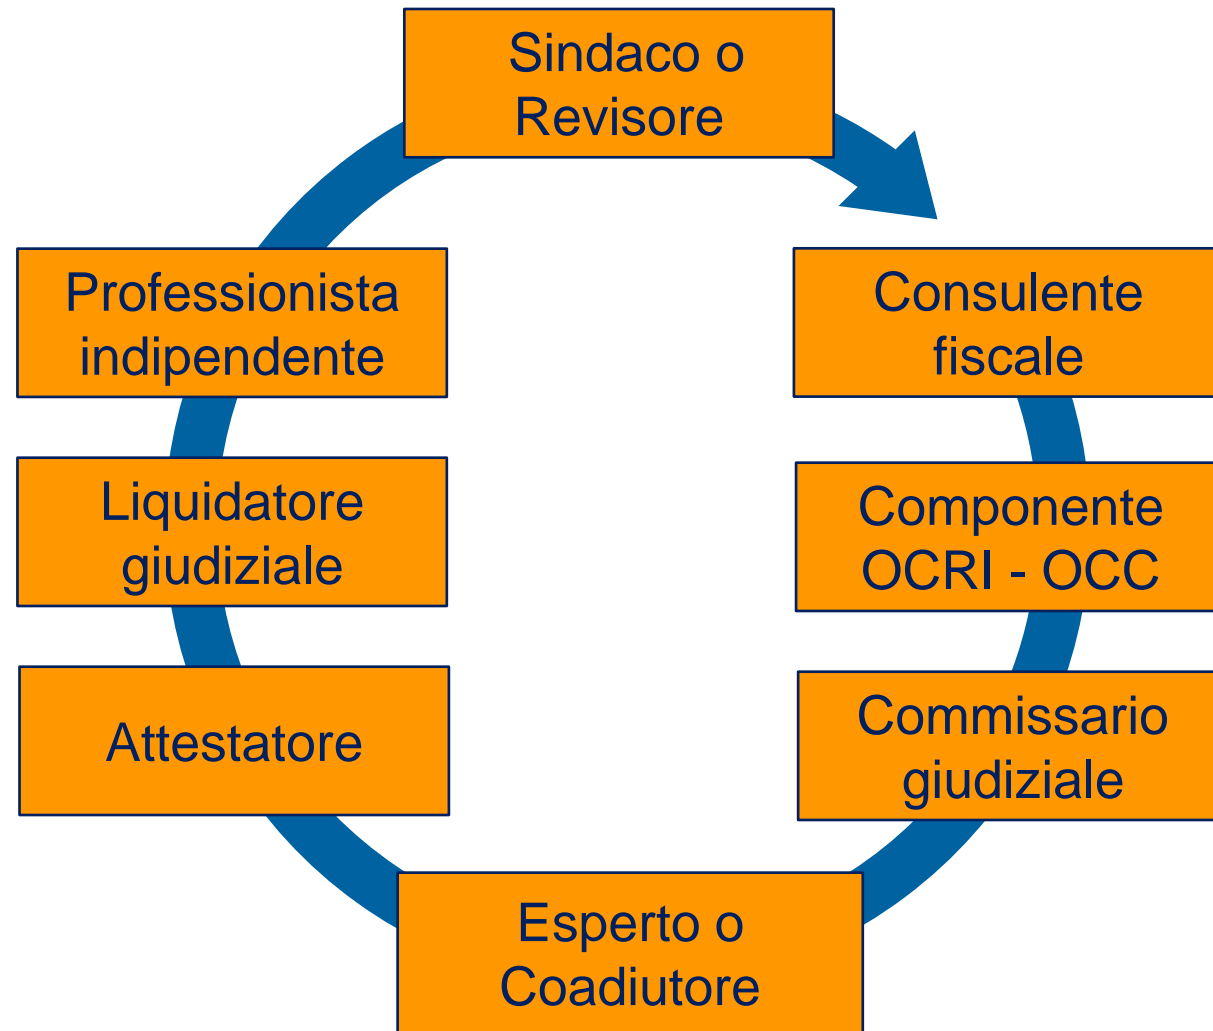 Sindaco o
Revisore
Professionista
indipendente
Consulente
fiscale
Liquidatore
giudiziale
Componente
OCRI - OCC
Attestatore
Commissario
giudiziale
Esperto o
Coadiutore